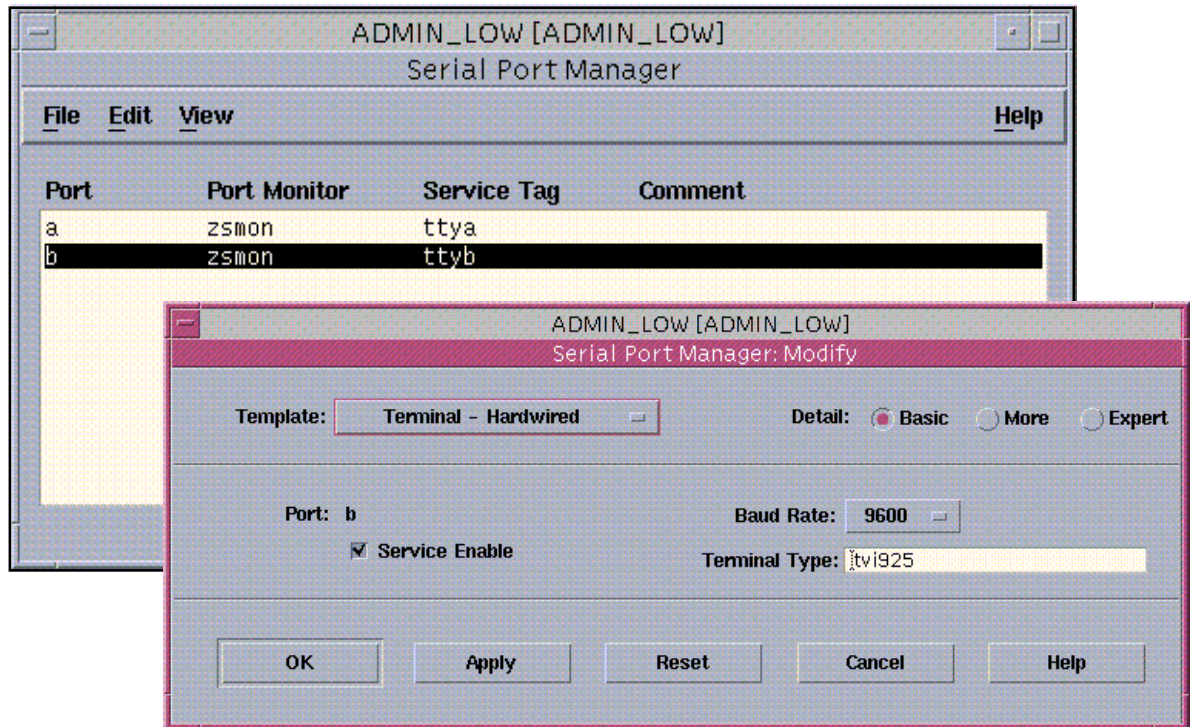 ADMIN_LOW [ADMIN_LOW]
Serial Port Manager
File Edit View Help
Port Port Monitor Service Tag Comment
a zsmon ttya
b zsmon ttyb
ADMIN_LOW [ADMIN_LOW]
Serial Port Manager: Modify
Template: Terminal - Hardwired Detail: Basic More Expert
Port: b Baud Rate: 9600
Service Enable Terminal Type: tvi925
OK Apply Reset Cancel Help